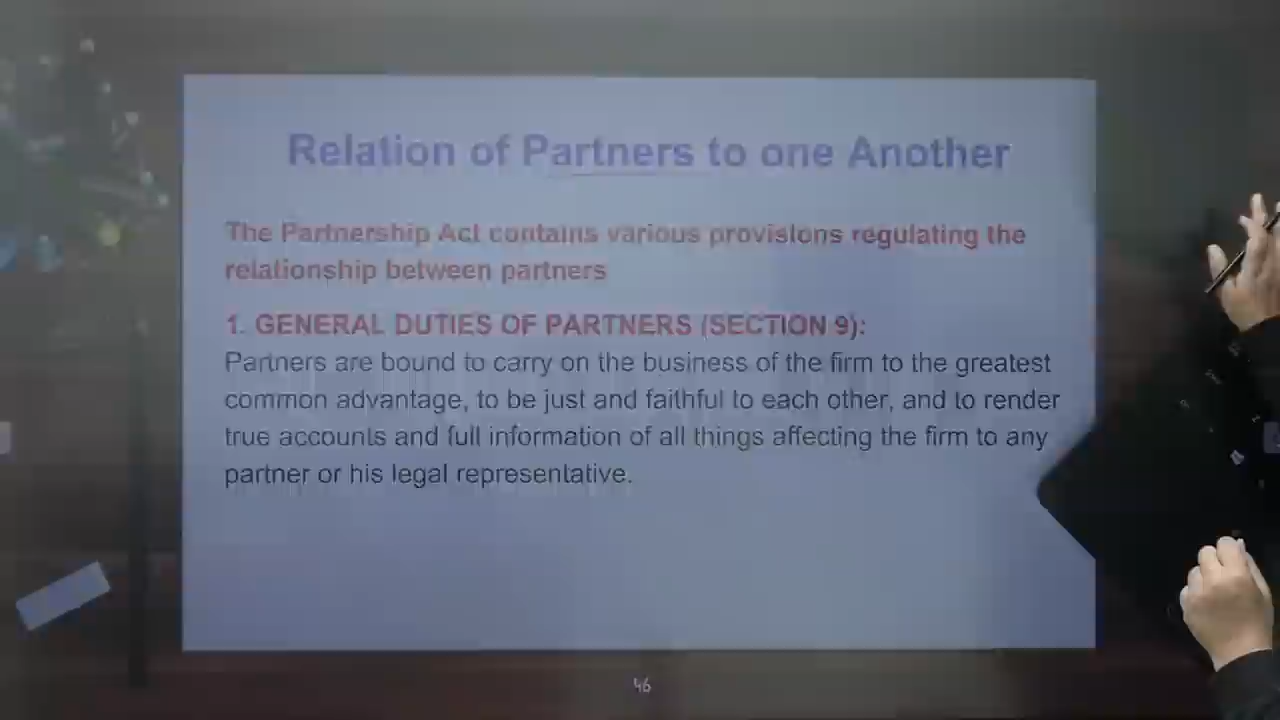 Relation of Partners to one Another
The Partnership Act contains various provisions regulating the
relationship between partners
1. GENERAL DUTIES OF PARTNERS (SECTION 9):
Partners are bound to carry on the business of the firm to the greatest
common advantage, to be just and faithful to each other, and to render
true accounts and full information of all things affecting the firm to any
partner or his legal representative.
46